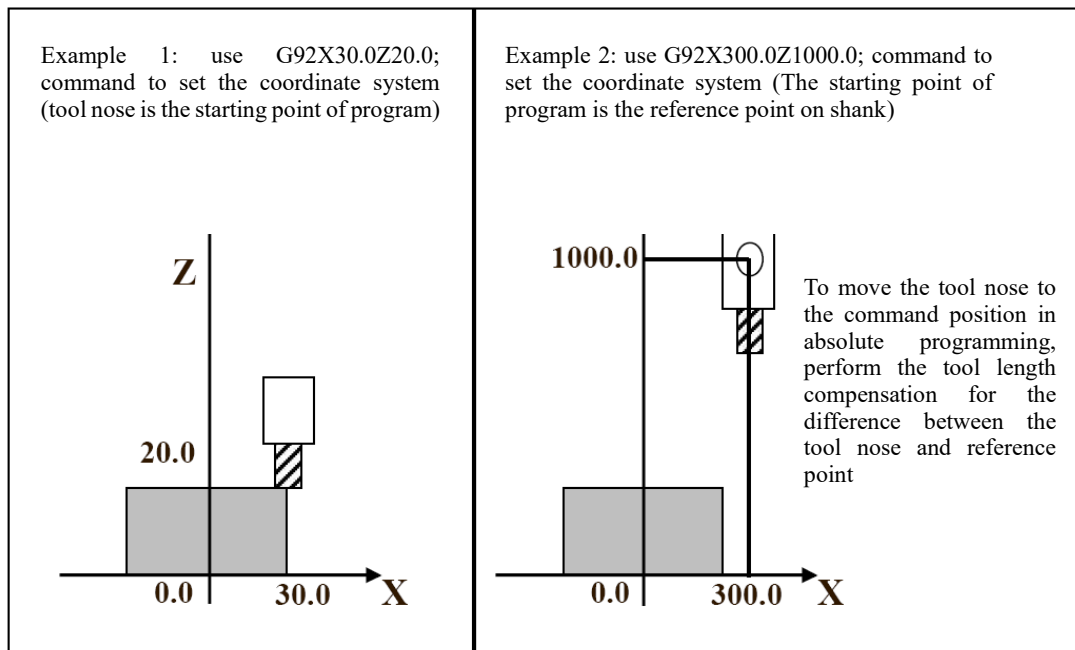 Example 1: use G92X30.0Z20.0;
command to set the coordinate system
(tool nose is the starting point of program)
Z
20.0
0.0
30.0
X
Example 2: use G92X300.0Z1000.0; command to
set the coordinate system (The starting point of
program is the reference point on shank)
1000.0
To move the tool nose to
the command position in
absolute programming,
perform the tool length
compensation for the
difference between the
tool nose and reference
point
0.0
300.0
X